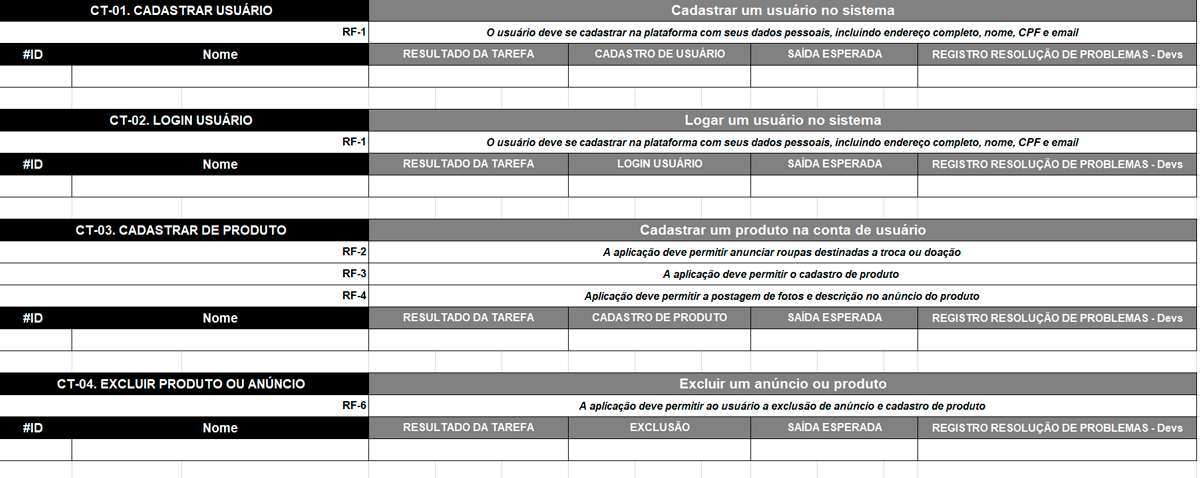 CT-01. CADASTRAR USUÁRIO Cadastrar um usuário no sistema
RF-1 O usuário deve se cadastrar na plataforma com seus dados pessoais, incluindo endereço completo, nome, CPF e email
#ID Nome RESULTADO DA TAREFA CADASTRO DE USUÁRIO SAÍDA ESPERADA REGISTRO RESOLUÇÃO DE PROBLEMAS - Devs
CT-02. LOGIN USUÁRIO Logar um usuário no sistema
RF-1 O usuário deve se cadastrar na plataforma com seus dados pessoais, incluindo endereço completo, nome, CPF e email
#ID Nome RESULTADO DA TAREFA LOGIN USUÁRIO SAÍDA ESPERADA REGISTRO RESOLUÇÃO DE PROBLEMAS - Devs
CT-03. CADASTRAR DE PRODUTO Cadastrar um produto na conta de usuário
RF-2 A aplicação deve permitir anunciar roupas destinadas a troca ou doação
RF-3 A aplicação deve permitir o cadastro de produto
RF-4 Aplicação deve permitir a postagem de fotos e descrição no anúncio do produto
#ID Nome RESULTADO DA TAREFA CADASTRO DE PRODUTO SAÍDA ESPERADA REGISTRO RESOLUÇÃO DE PROBLEMAS - Devs
CT-04. EXCLUIR PRODUTO OU ANÚNCIO Excluir um anúncio ou produto
RF-6 A aplicação deve permitir ao usuário a exclusão de anúncio e cadastro de produto
#ID Nome RESULTADO DA TAREFA EXCLUSÃO SAÍDA ESPERADA REGISTRO RESOLUÇÃO DE PROBLEMAS - Devs